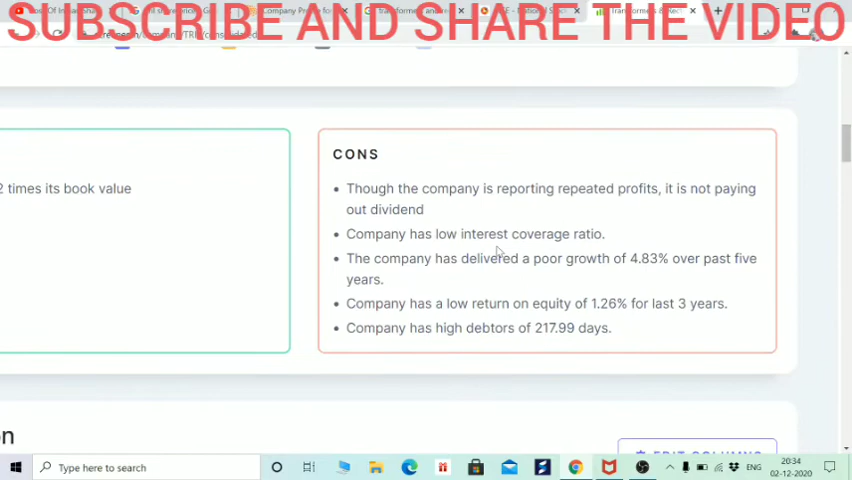 SUBSCRIBE AND SHARE THE VIDEO
2 times its book value
CONS
Though the company is reporting repeated profits, it is not paying
out dividend
Company has low interest coverage ratio.
The company has delivered a poor growth of 4.83% over past five
years.
Company has a low return on equity of 1.26% for last 3 years.
Company has high debtors of 217.99 days.
on
EDIT COLUMNS
Type here to search
ENG
20:34
02-12-2020